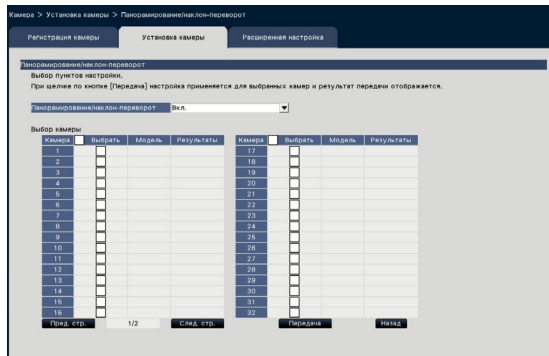 Камера > Установка камеры > Панорамирование/наклон-переворот
Регистрация камеры Установка камеры Расширенная настройка
Панорамирование/наклон-переворот
Выбор пунктов настройки.
При щелчке по кнопке [Передача] настройка применяется для выбранных камер и результат передачи отображается.
Панорамирование/наклон-переворот Вкл.
Выбор камеры
Камера Выбрать Модель Результаты Камера Выбрать Модель Результаты
1 17
2 18
3 19
4 20
5 21
6 22
7 23
8 24
9 25
10 26
11 27
12 28
13 29
14 30
15 31
16 32
Пред. стр. 1/2 След. стр. Передача Назад